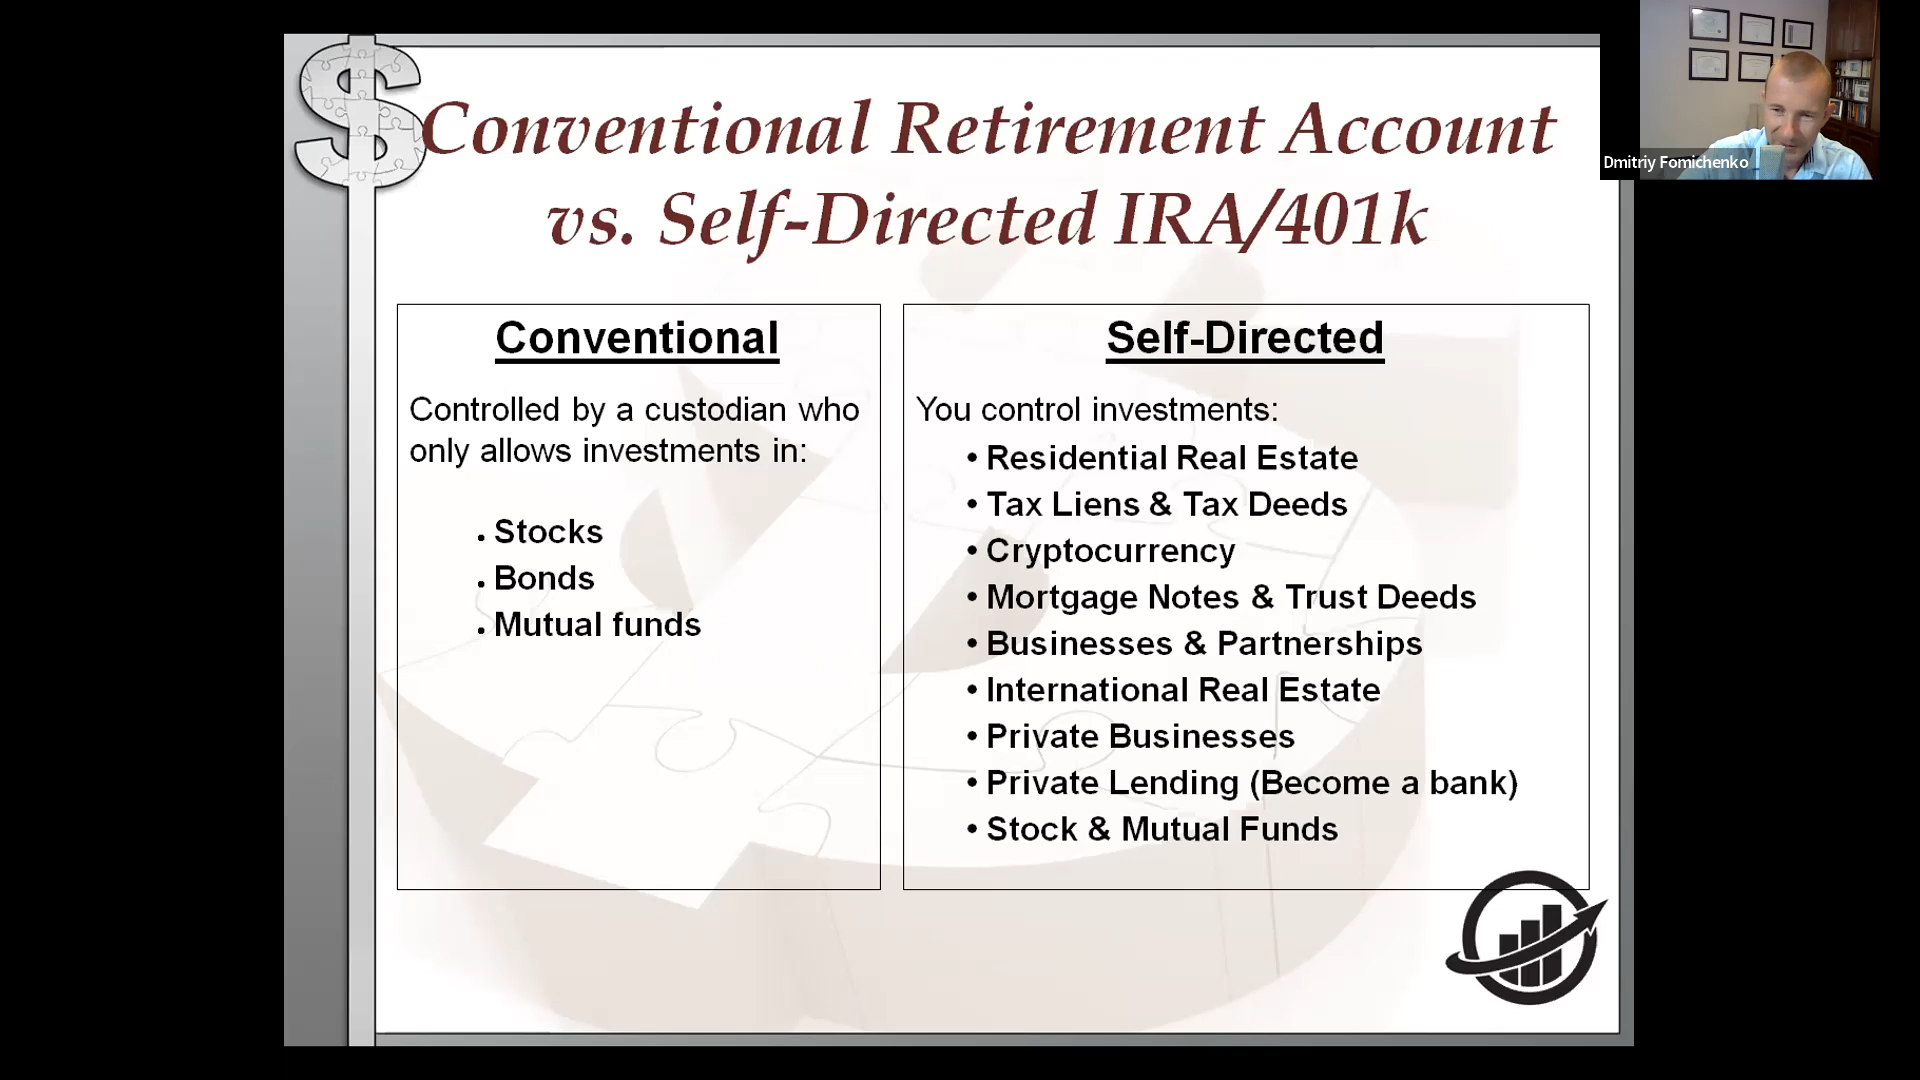 Conventional Retirement Account
vs. Self-Directed IRA/401k
Dmitriy Fomichenko
Conventional
Controlled by a custodian who
only allows investments in:
• Stocks
• Bonds
• Mutual funds
Self-Directed
You control investments:
• Residential Real Estate
• Tax Liens & Tax Deeds
• Cryptocurrency
• Mortgage Notes & Trust Deeds
• Businesses & Partnerships
• International Real Estate
• Private Businesses
• Private Lending (Become a bank)
• Stock & Mutual Funds